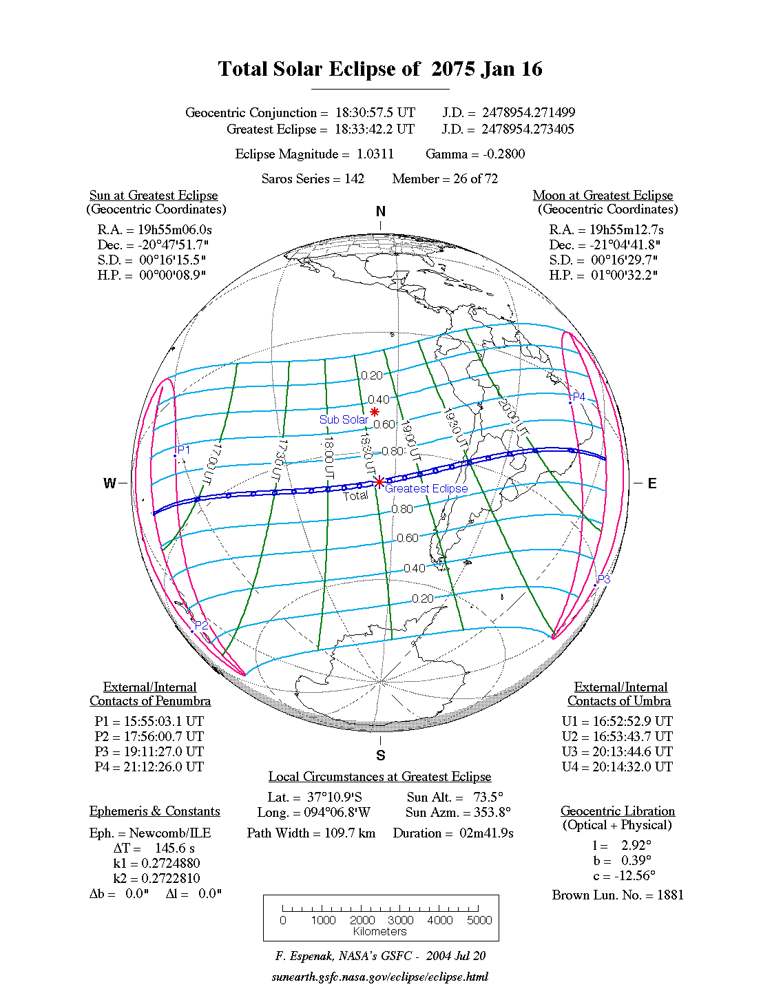 Total Solar Eclipse of 2075 Jan 16
Geocentric Conjunction = 18:30:57.5 UT J.D. = 2478954.271499
Greatest Eclipse = 18:33:42.2 UT J.D. = 2478954.273405
Eclipse Magnitude = 1.0311 Gamma = -0.2800
Saros Series = 142 Member = 26 of 72
Sun at Greatest Eclipse
(Geocentric Coordinates)
R.A. = 19h55m06.0s
Dec. = -20°47'51.7"
S.D. = 00°16'15.5"
H.P. = 00°00'08.9"
Moon at Greatest Eclipse
(Geocentric Coordinates)
R.A. = 19h55m12.7s
Dec. = -21°04'41.8"
S.D. = 00°16'29.7"
H.P. = 01°00'32.2"
N
0.20
0.40
P4
Sub Solar
0.60
17:00 UT
17:30 UT
18:00 UT
18:30 UT
19:00 UT
19:30 UT
20:00 UT
P1
0.80
W
E
Greatest Eclipse
Total
0.80
0.60
0.40
P3
0.20
P2
S
External/Internal
Contacts of Penumbra
P1 = 15:55:03.1 UT
P2 = 17:56:00.7 UT
P3 = 19:11:27.0 UT
P4 = 21:12:26.0 UT
External/Internal
Contacts of Umbra
U1 = 16:52:52.9 UT
U2 = 16:53:43.7 UT
U3 = 20:13:44.6 UT
U4 = 20:14:32.0 UT
Local Circumstances at Greatest Eclipse
Lat. = 37°10.9'S Sun Alt. = 73.5°
Long. = 094°06.8'W Sun Azm. = 353.8°
Path Width = 109.7 km Duration = 02m41.9s
Ephemeris & Constants
Eph. = Newcomb/ILE
ΔT = 145.6 s
k1 = 0.2724880
k2 = 0.2722810
Δb = 0.0" Δl = 0.0"
Geocentric Libration
(Optical + Physical)
l = 2.92°
b = 0.39°
c = -12.56°
Brown Lun. No. = 1881
0 1000 2000 3000 4000 5000
Kilometers
F. Espenak, NASA's GSFC - 2004 Jul 20
sunearth.gsfc.nasa.gov/eclipse/eclipse.html